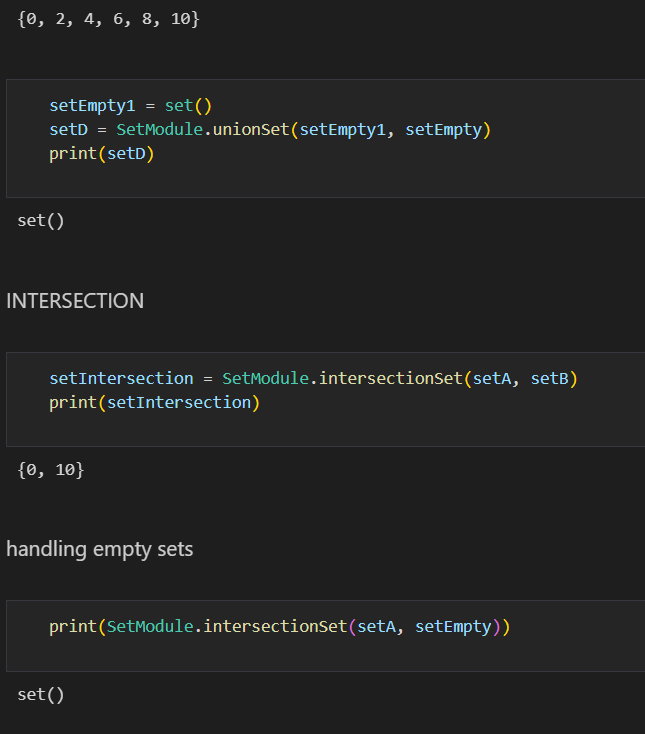 {0, 2, 4, 6, 8, 10}
setEmpty1 = set()
setD = SetModule.unionSet(setEmpty1, setEmpty)
print(setD)
set()
INTERSECTION
setIntersection = SetModule.intersectionSet(setA, setB)
print(setIntersection)
{0, 10}
handling empty sets
print(SetModule.intersectionSet(setA, setEmpty))
set()